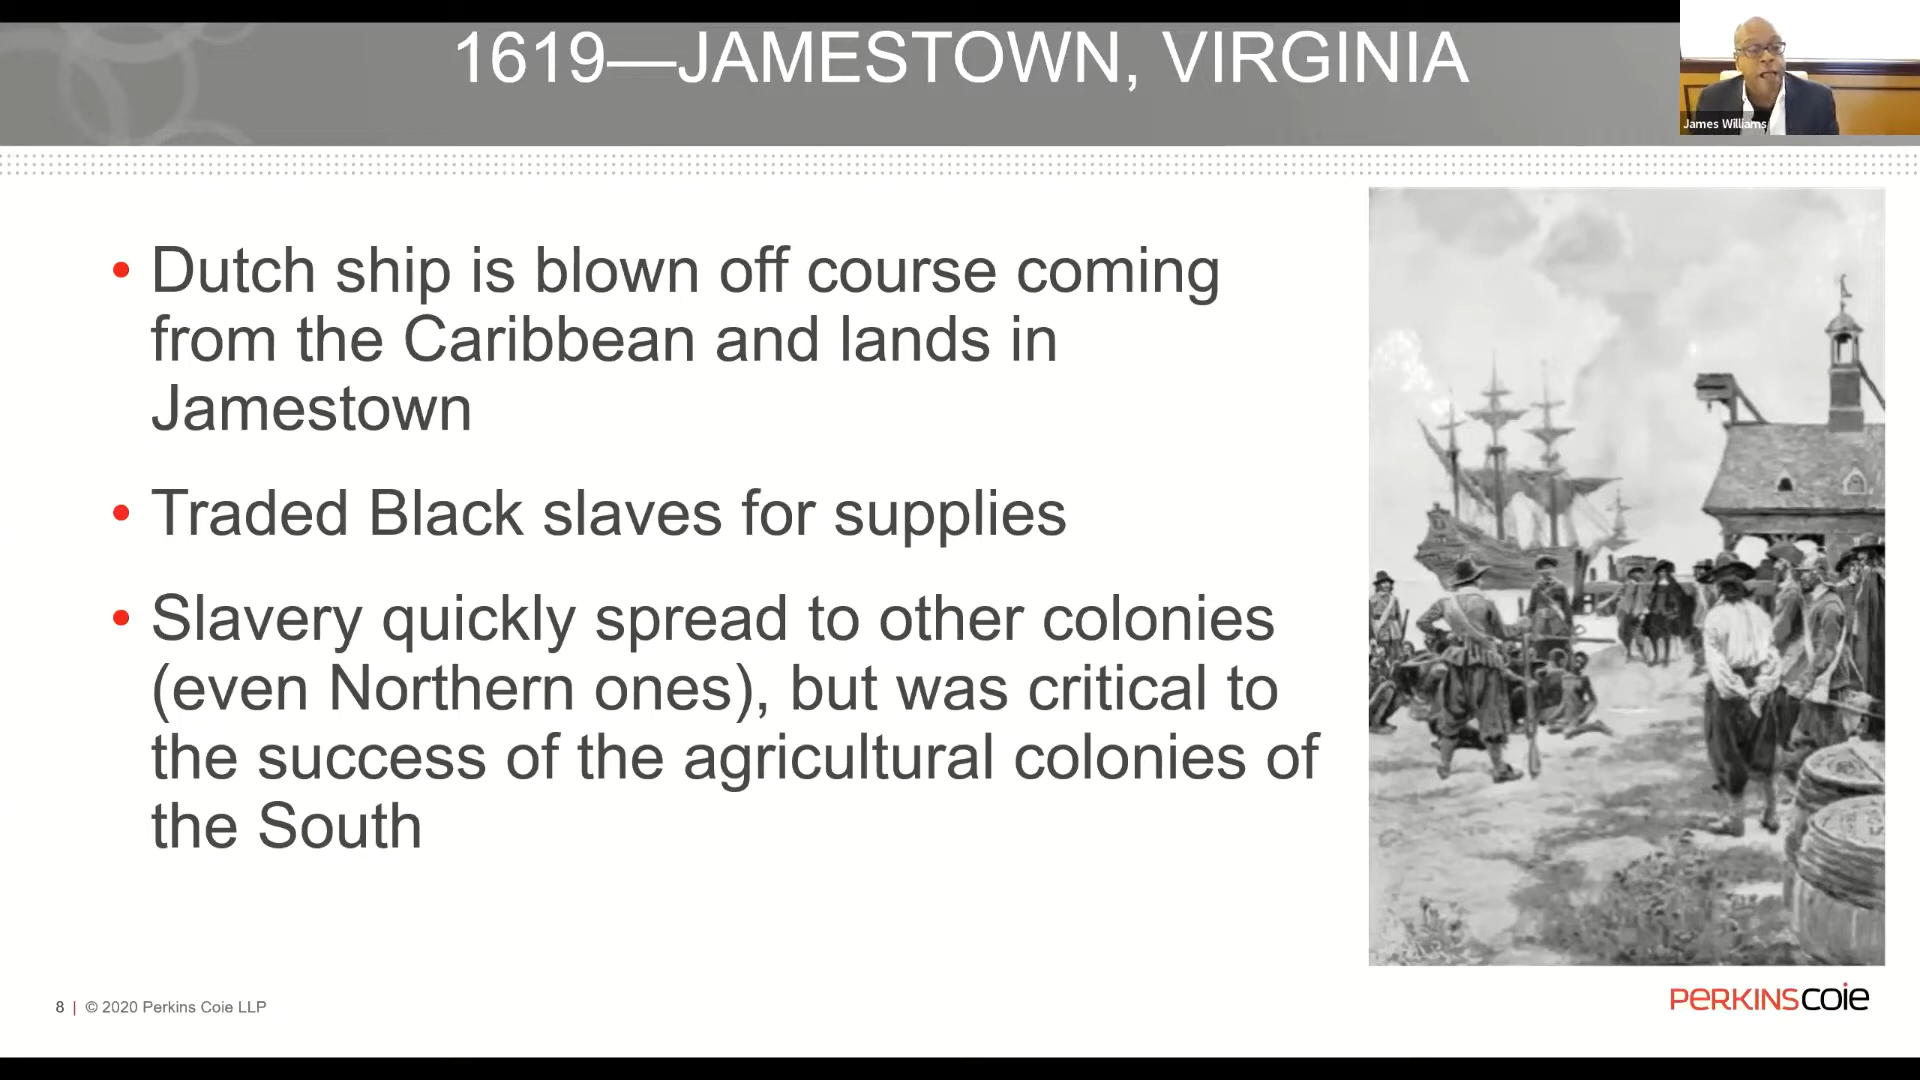 1619—JAMESTOWN, VIRGINIA
James Williams
• Dutch ship is blown off course coming
from the Caribbean and lands in
Jamestown
• Traded Black slaves for supplies
• Slavery quickly spread to other colonies
(even Northern ones), but was critical to
the success of the agricultural colonies of
the South
8 | © 2020 Perkins Coie LLP
PERKINSCOIE